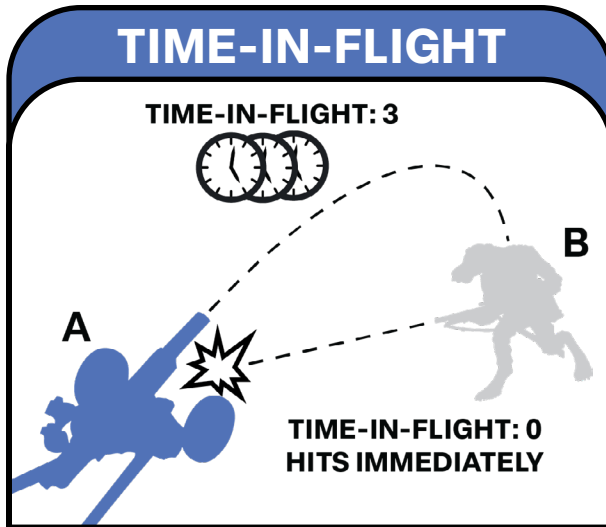 TIME-IN-FLIGHT
TIME-IN-FLIGHT: 3
B
A
TIME-IN-FLIGHT: 0
HITS IMMEDIATELY